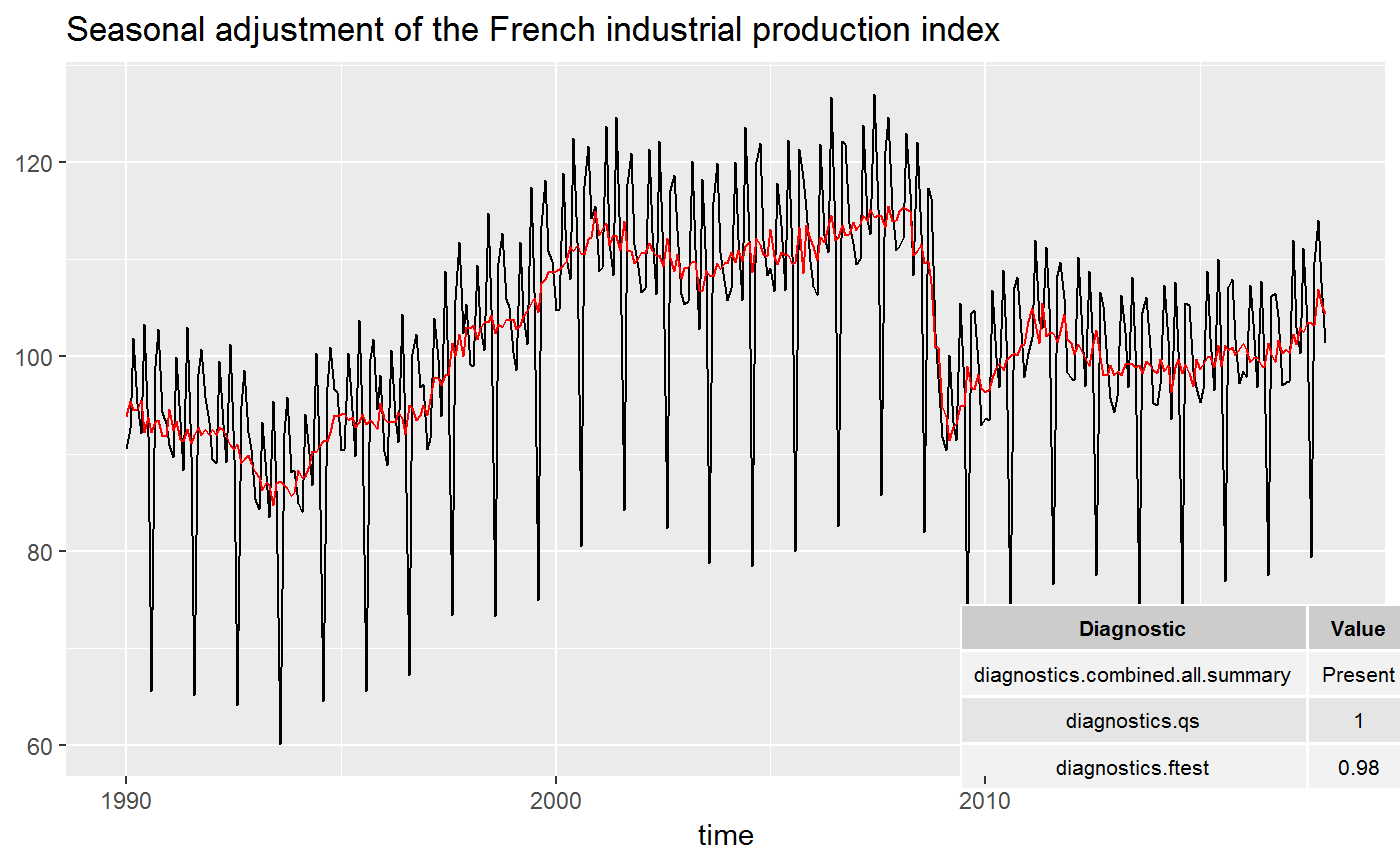 Seasonal adjustment of the French industrial production index
120
100
80
60
1990
2000
2010
time
Diagnostic Value
diagnostics.combined.all.summary Present
diagnostics.qs 1
diagnostics.ftest 0.98